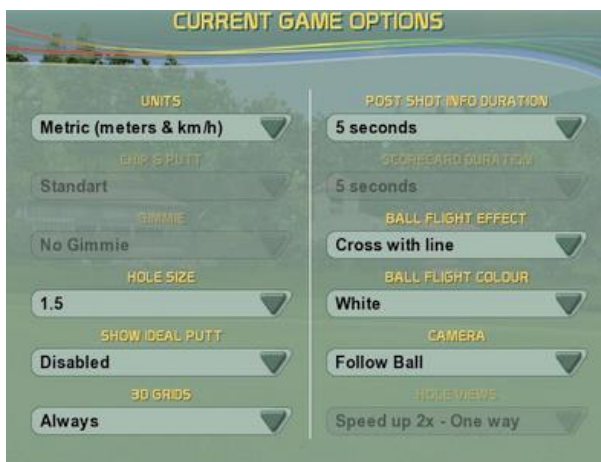 CURRENT GAME OPTIONS
UNITS
Metric (meters & km/h)
CHIP & PUTT
Standart
GIMMIE
No Gimmie
HOLE SIZE
1.5
SHOW IDEAL PUTT
Disabled
3D GRIDS
Always
POST SHOT INFO DURATION
5 seconds
SCORECARD DURATION
5 seconds
BALL FLIGHT EFFECT
Cross with line
BALL FLIGHT COLOUR
White
CAMERA
Follow Ball
HOLE VIEWS
Speed up 2x - One way